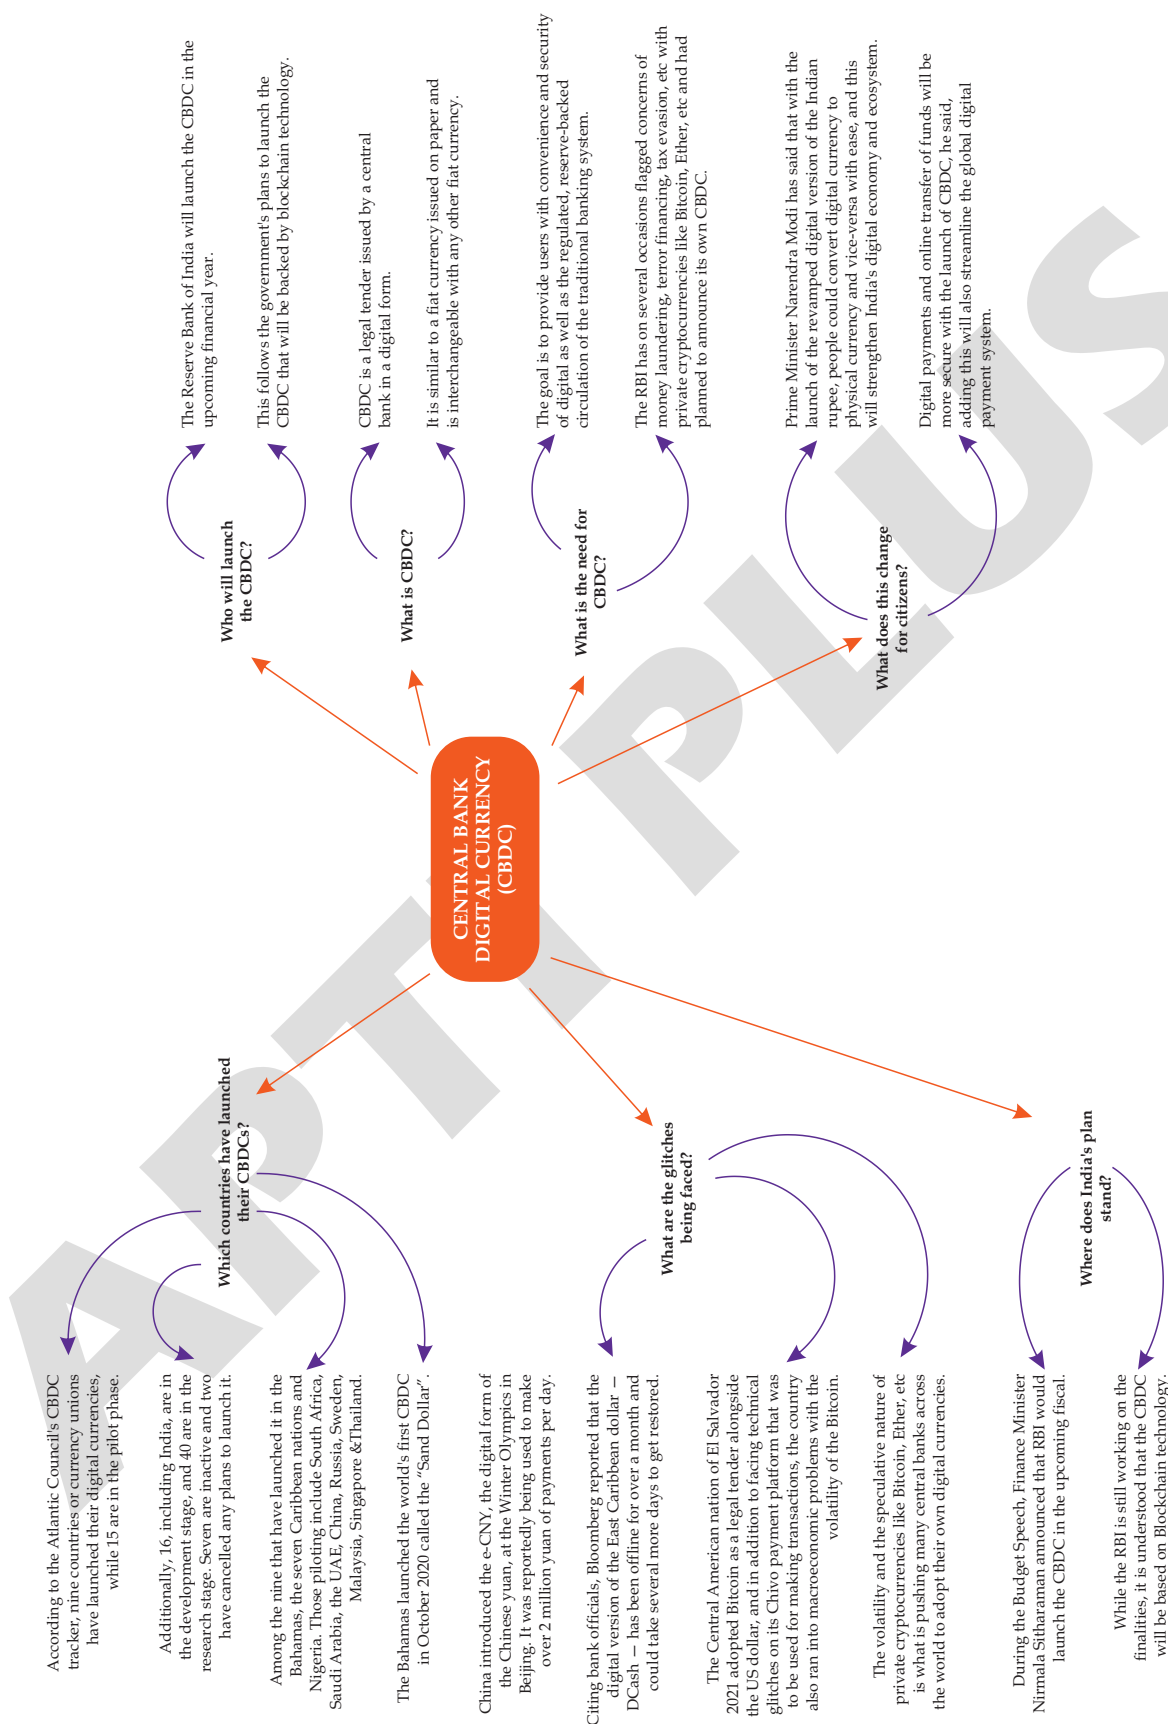 CENTRAL BANK
DIGITAL CURRENCY
(CBDC)
Who will launch
the CBDC?
The Reserve Bank of India will launch the CBDC in the
upcoming financial year.
This follows the government's plans to launch the
CBDC that will be backed by blockchain technology.
What is CBDC?
CBDC is a legal tender issued by a central
bank in a digital form.
It is similar to a fiat currency issued on paper and
is interchangeable with any other fiat currency.
What is the need for
CBDC?
The goal is to provide users with convenience and security
of digital as well as the regulated, reserve-backed
circulation of the traditional banking system.
The RBI has on several occasions flagged concerns of
money laundering, terror financing, tax evasion, etc with
private cryptocurrencies like Bitcoin, Ether, etc and had
planned to announce its own CBDC.
What does this change
for citizens?
Prime Minister Narendra Modi has said that with the
launch of the revamped digital version of the Indian
rupee, people could convert digital currency to
physical currency and vice-versa with ease, and this
will strengthen India's digital economy and ecosystem.
Digital payments and online transfer of funds will be
more secure with the launch of CBDC, he said,
adding this will also streamline the global digital
payment system.
Which countries have launched
their CBDCs?
According to the Atlantic Council's CBDC
tracker, nine countries or currency unions
have launched their digital currencies,
while 15 are in the pilot phase.
Additionally, 16, including India, are in
the development stage, and 40 are in the
research stage. Seven are inactive and two
have cancelled any plans to launch it.
Among the nine that have launched it in the
Bahamas, the seven Caribbean nations and
Nigeria. Those piloting include South Africa,
Saudi Arabia, the UAE, China, Russia, Sweden,
Malaysia, Singapore &Thailand.
The Bahamas launched the world's first CBDC
in October 2020 called the “Sand Dollar”.
China introduced the e-CNY, the digital form of
the Chinese yuan, at the Winter Olympics in
Beijing. It was reportedly being used to make
over 2 million yuan of payments per day.
What are the glitches
being faced?
Citing bank officials, Bloomberg reported that the
digital version of the East Caribbean dollar —
DCash — has been offline for over a month and
could take several more days to get restored.
The Central American nation of El Salvador
2021 adopted Bitcoin as a legal tender alongside
the US dollar, and in addition to facing technical
glitches on its Chivo payment platform that was
to be used for making transactions, the country
also ran into macroeconomic problems with the
volatility of the Bitcoin.
The volatility and the speculative nature of
private cryptocurrencies like Bitcoin, Ether, etc
is what is pushing many central banks across
the world to adopt their own digital currencies.
Where does India's plan
stand?
During the Budget Speech, Finance Minister
Nirmala Sitharaman announced that RBI would
launch the CBDC in the upcoming fiscal.
While the RBI is still working on the
finalities, it is understood that the CBDC
will be based on Blockchain technology.
APTI PLUS